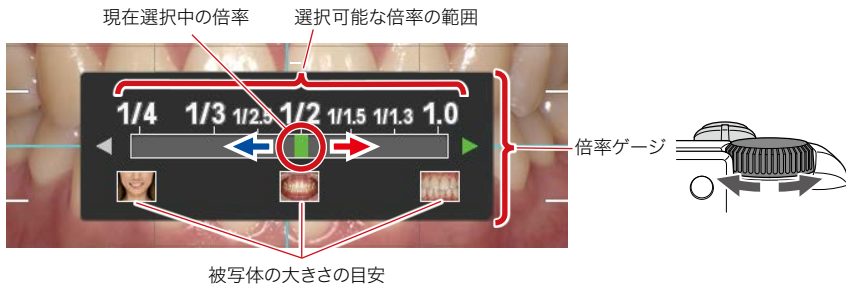 現在選択中の倍率
選択可能な倍率の範囲
1/4 1/3 1/2.5 1/2 1/1.5 1/1.3 1.0
倍率ゲージ
被写体の大きさの目安